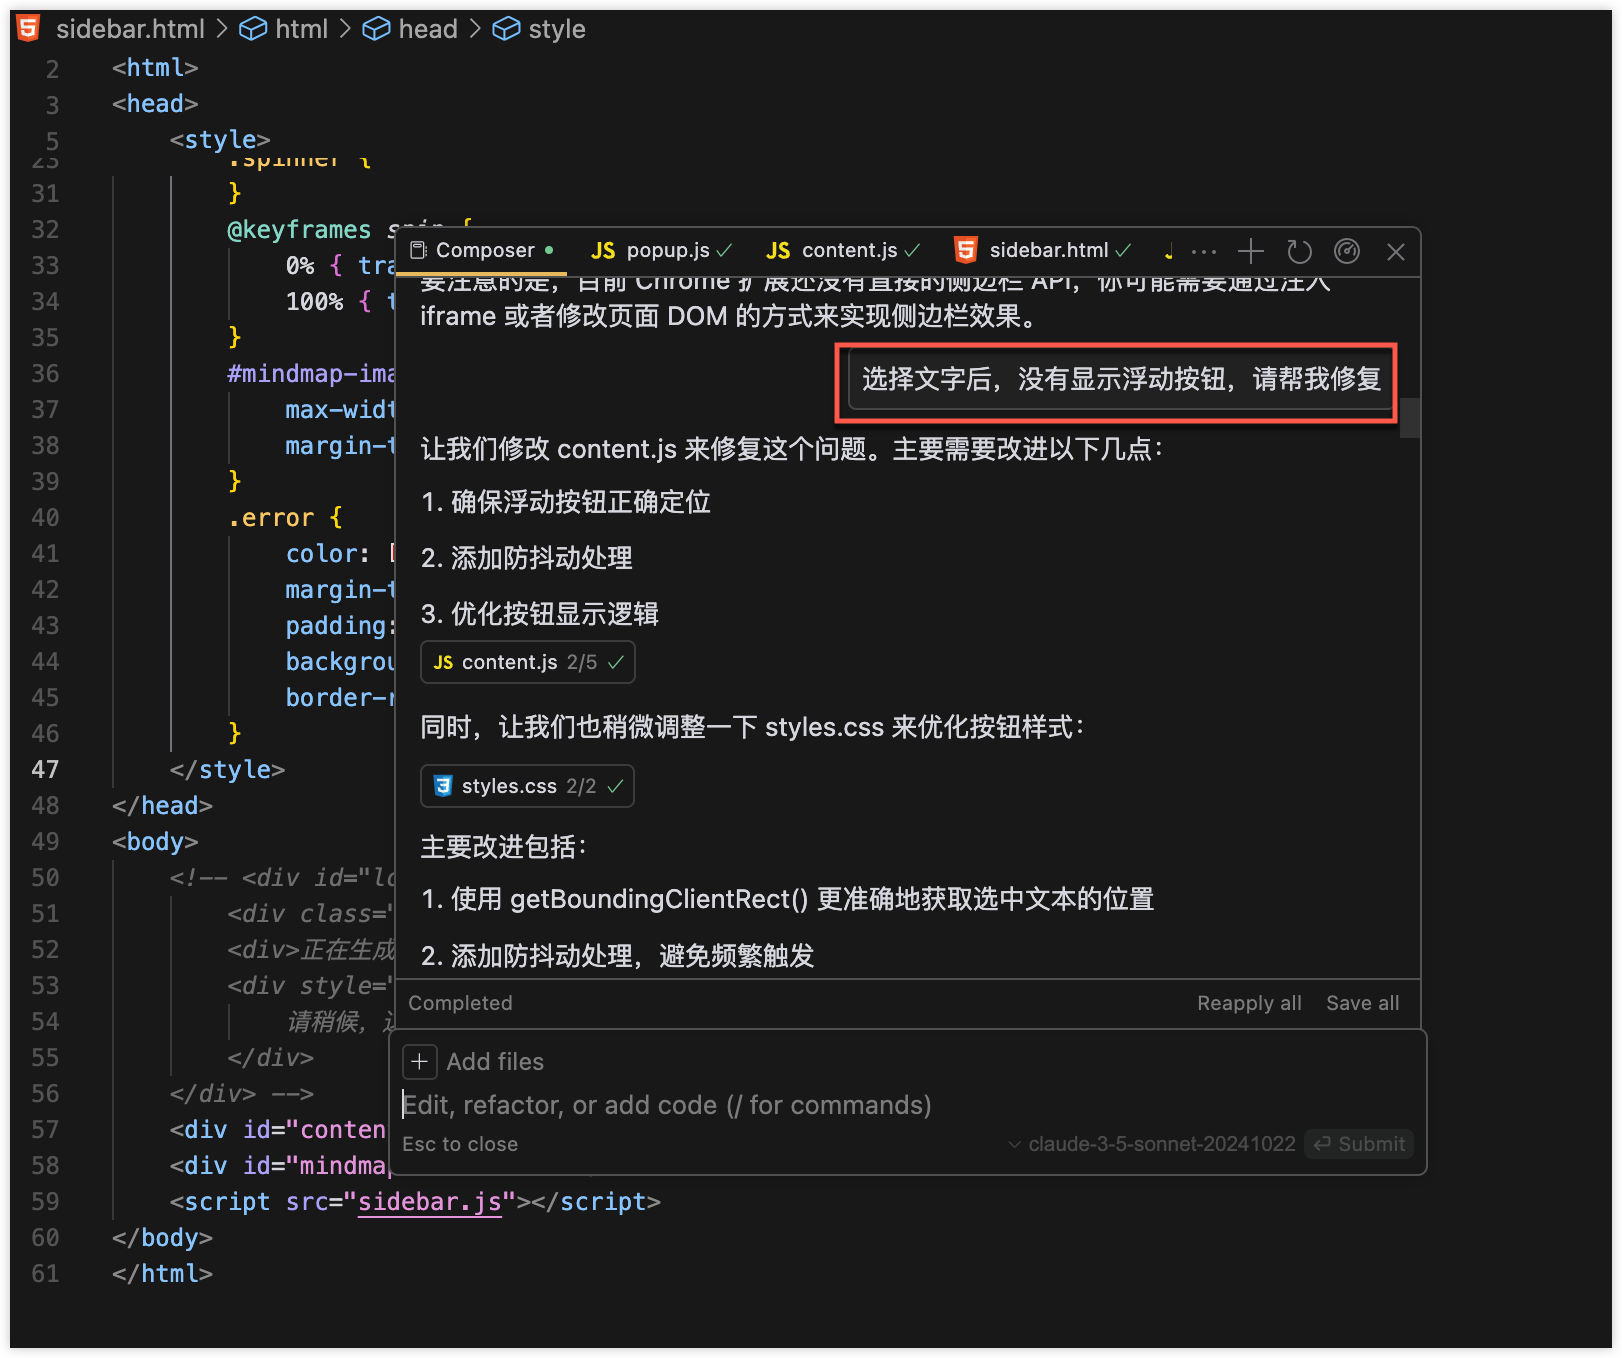 sidebar.html > html > head > style
2 <html>
3 <head>
5 <style>
23 .spinner {
31 }
32 @keyframes spin {
33 0% { tra
34 100% { t
35 }
36 #mindmap-ima
37 max-widt
38 margin-t
39 }
40 .error {
41 color:
42 margin-t
43 padding:
44 backgrou
45 border-r
46 }
47 </style>
48 </head>
49 <body>
50 <!-- <div id="lo
51 <div class="
52 <div>正在生成
53 <div style="
54 请稍候，这
55 </div>
56 </div> -->
57 <div id="conten
58 <div id="mindma
59 <script src="sidebar.js"></script>
60 </body>
61 </html>
Composer JS popup.js JS content.js sidebar.html
要注意的是，目前 Chrome 扩展还没有直接的侧边栏 API，你可能需要通过注入
iframe 或者修改页面 DOM 的方式来实现侧边栏效果。
选择文字后，没有显示浮动按钮，请帮我修复
让我们修改 content.js 来修复这个问题。主要需要改进以下几点：
1. 确保浮动按钮正确定位
2. 添加防抖动处理
3. 优化按钮显示逻辑
JS content.js 2/5
同时，让我们也稍微调整一下 styles.css 来优化按钮样式：
styles.css 2/2
主要改进包括：
1. 使用 getBoundingClientRect() 更准确地获取选中文本的位置
2. 添加防抖动处理，避免频繁触发
Completed Reapply all Save all
+ Add files
Edit, refactor, or add code (/ for commands)
Esc to close claude-3-5-sonnet-20241022 Submit